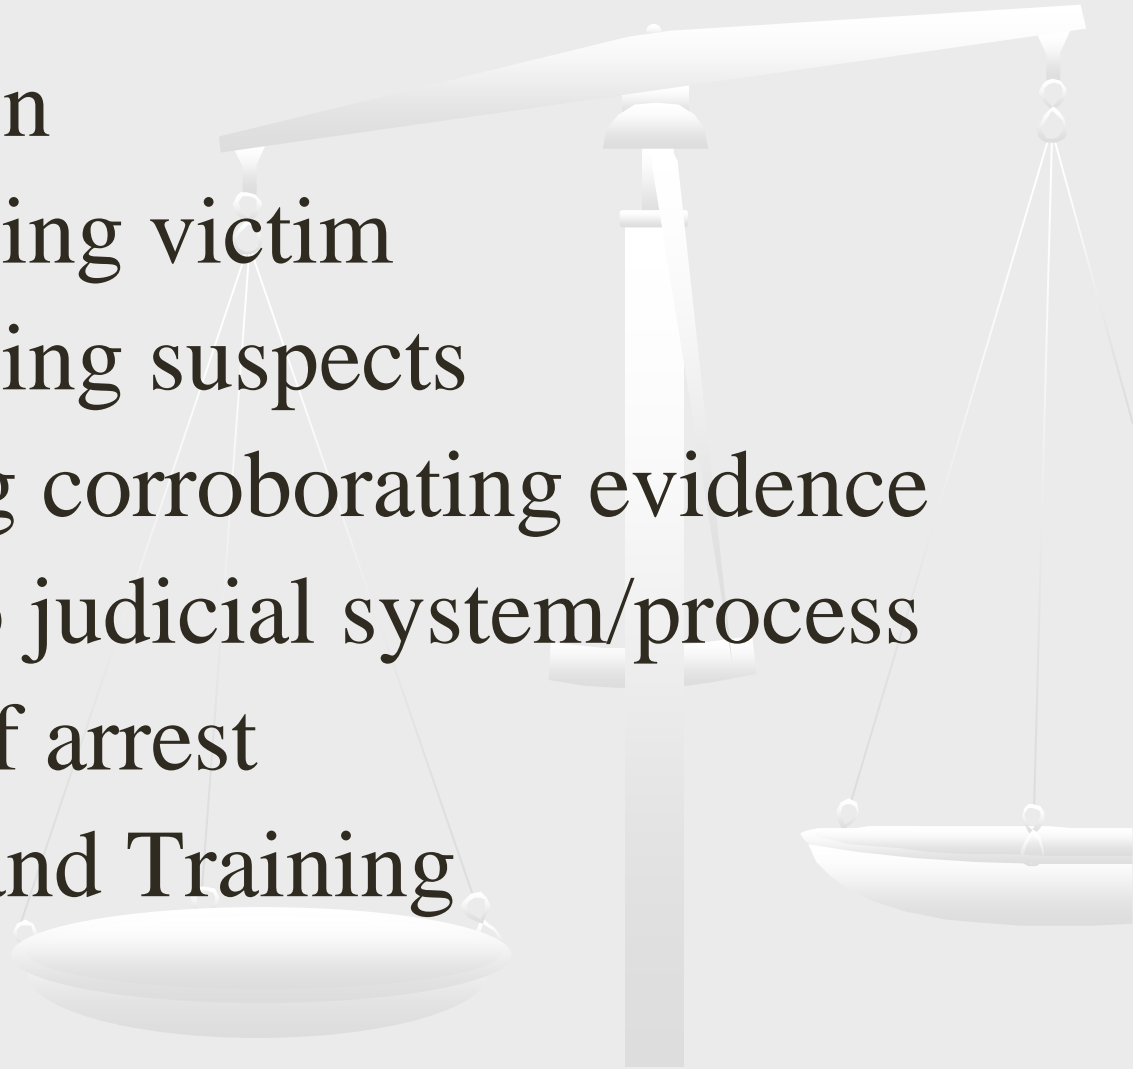 n
ing victim
ing suspects
g corroborating evidence
judicial system/process
f arrest
nd Training